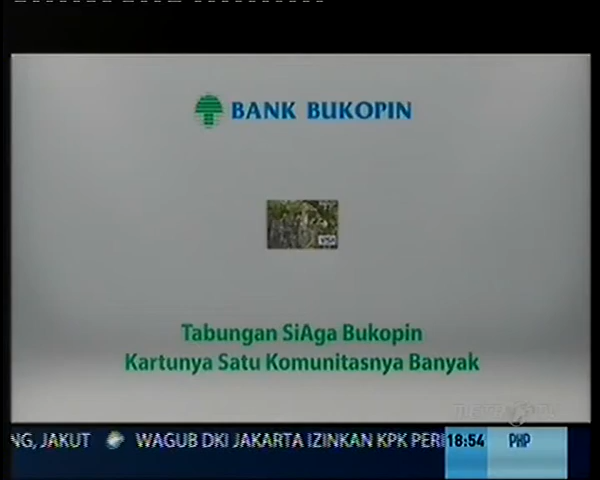 BANK BUKOPIN
VISA
Tabungan SiAga Bukopin
Kartunya Satu Komunitasnya Banyak
NG, JAKUT WAGUB DKI JAKARTA IZINKAN KPK PERI
18:54
PHP